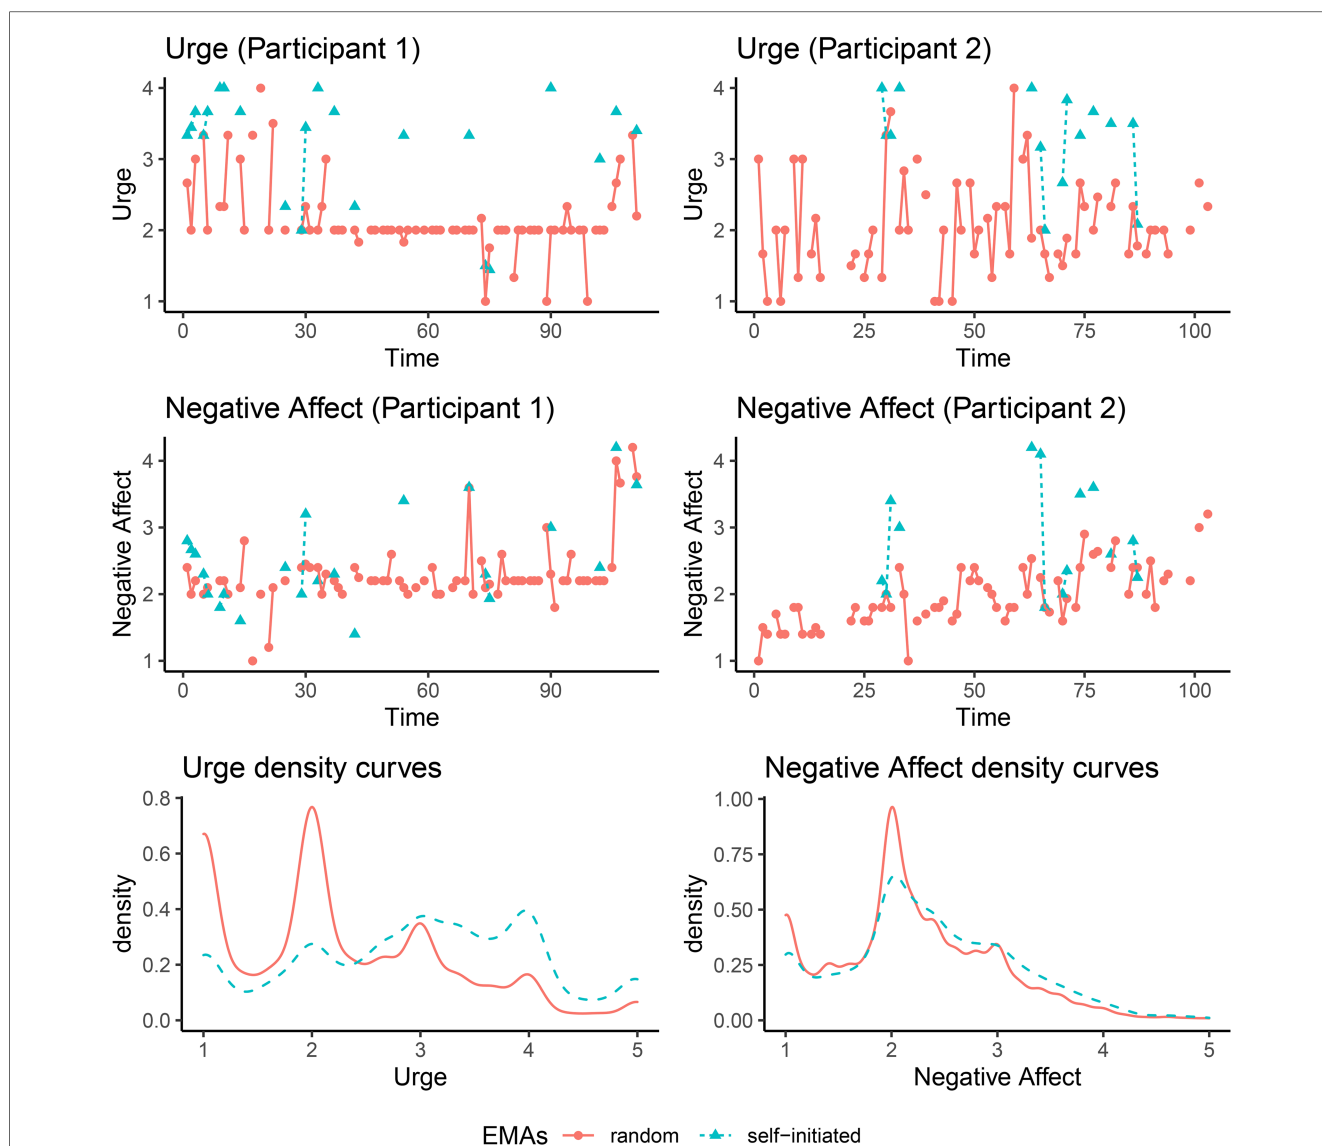 Urge (Participant 1)
Urge
4
3
2
1
0 30 60 90
Time
Urge (Participant 2)
Urge
4
3
2
1
0 25 50 75 100
Time
Negative Affect (Participant 1)
Negative Affect
4
3
2
1
0 30 60 90
Time
Negative Affect (Participant 2)
Negative Affect
4
3
2
1
0 25 50 75 100
Time
Urge density curves
density
0.8
0.6
0.4
0.2
0.0
1 2 3 4 5
Urge
Negative Affect density curves
density
1.00
0.75
0.50
0.25
0.00
1 2 3 4 5
Negative Affect
EMAs random self−initiated